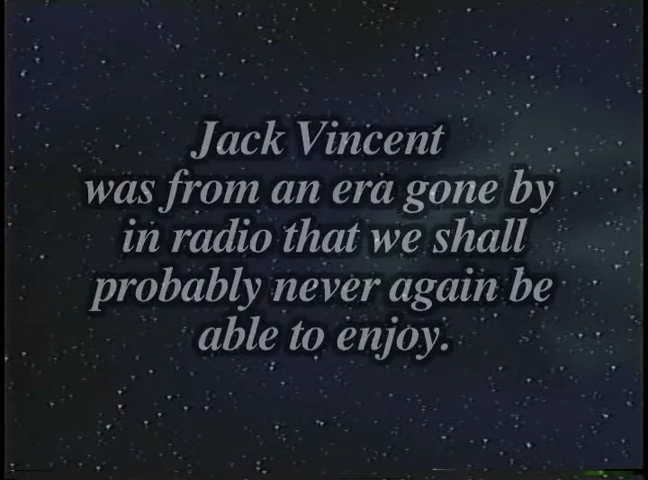 Jack Vincent
was from an era gone by
in radio that we shall
probably never again be
able to enjoy.